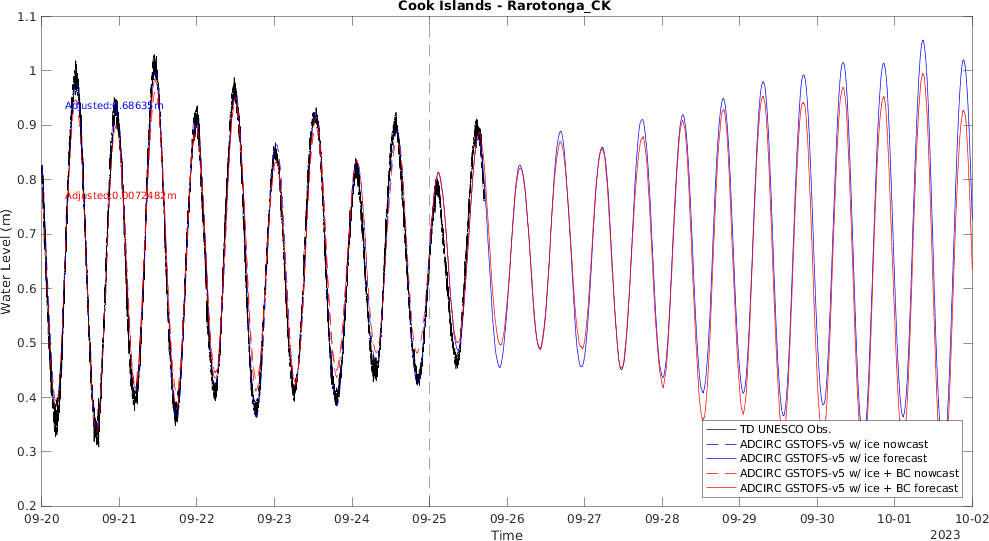 Cook Islands - Rarotonga_CK
1.1
1
0.9
0.8
0.7
0.6
0.5
0.4
0.3
0.2
Water Level (m)
Adjusted:0.68635m
Adjusted:0.0072482m
TD UNESCO Obs.
ADCIRC GSTOFS-v5 w/ ice nowcast
ADCIRC GSTOFS-v5 w/ ice forecast
ADCIRC GSTOFS-v5 w/ ice + BC nowcast
ADCIRC GSTOFS-v5 w/ ice + BC forecast
09-20 09-21 09-22 09-23 09-24 09-25 09-26 09-27 09-28 09-29 09-30 10-01 10-02
Time
2023